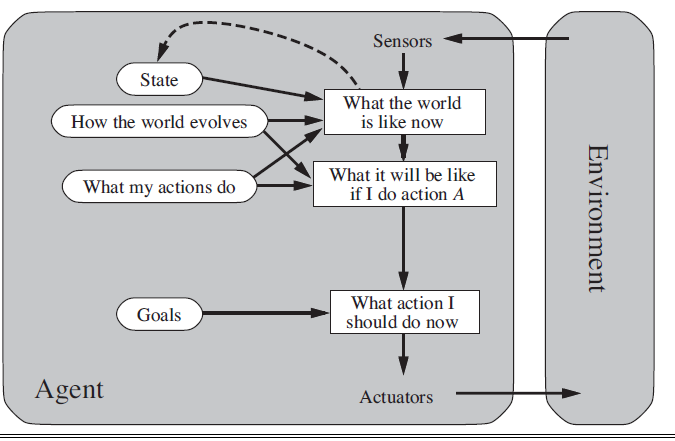 Sensors
State
What the world
is like now
How the world evolves
What it will be like
if I do action A
What my actions do
Environment
Goals
What action I
should do now
Agent
Actuators